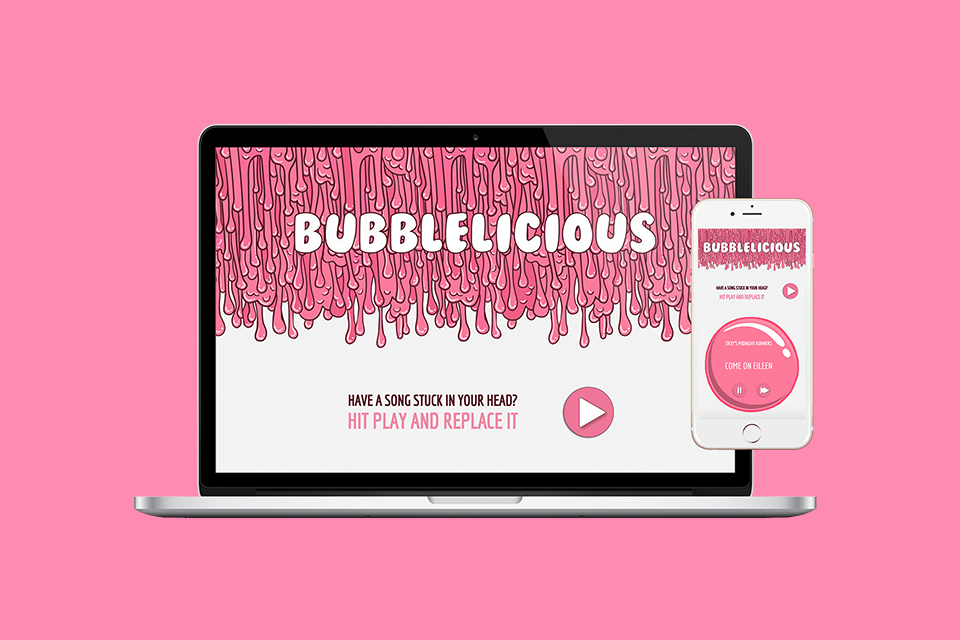 BUBBLELICIOUS
HAVE A SONG STUCK IN YOUR HEAD?
HIT PLAY AND REPLACE IT
BUBBLELICIOUS
HAVE A SONG STUCK IN YOUR HEAD?
HIT PLAY AND REPLACE IT
DEXY'S MIDNIGHT RUNNERS
COME ON EILEEN